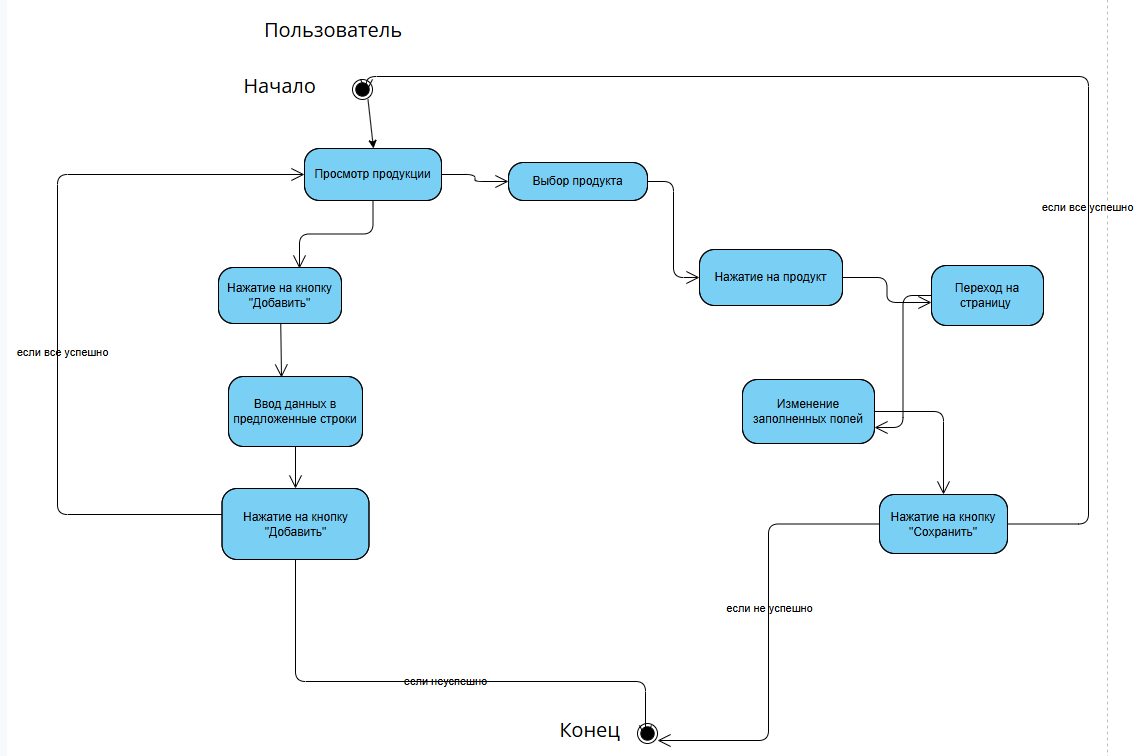 Пользователь
Начало
Просмотр продукции
Выбор продукта
если все успешно
Нажатие на кнопку
"Добавить"
Нажатие на продукт
Переход на
страницу
если все успешно
Ввод данных в
предложенные строки
Изменение
заполненных полей
Нажатие на кнопку
"Добавить"
Нажатие на кнопку
"Сохранить"
если не успешно
если неуспешно
Конец